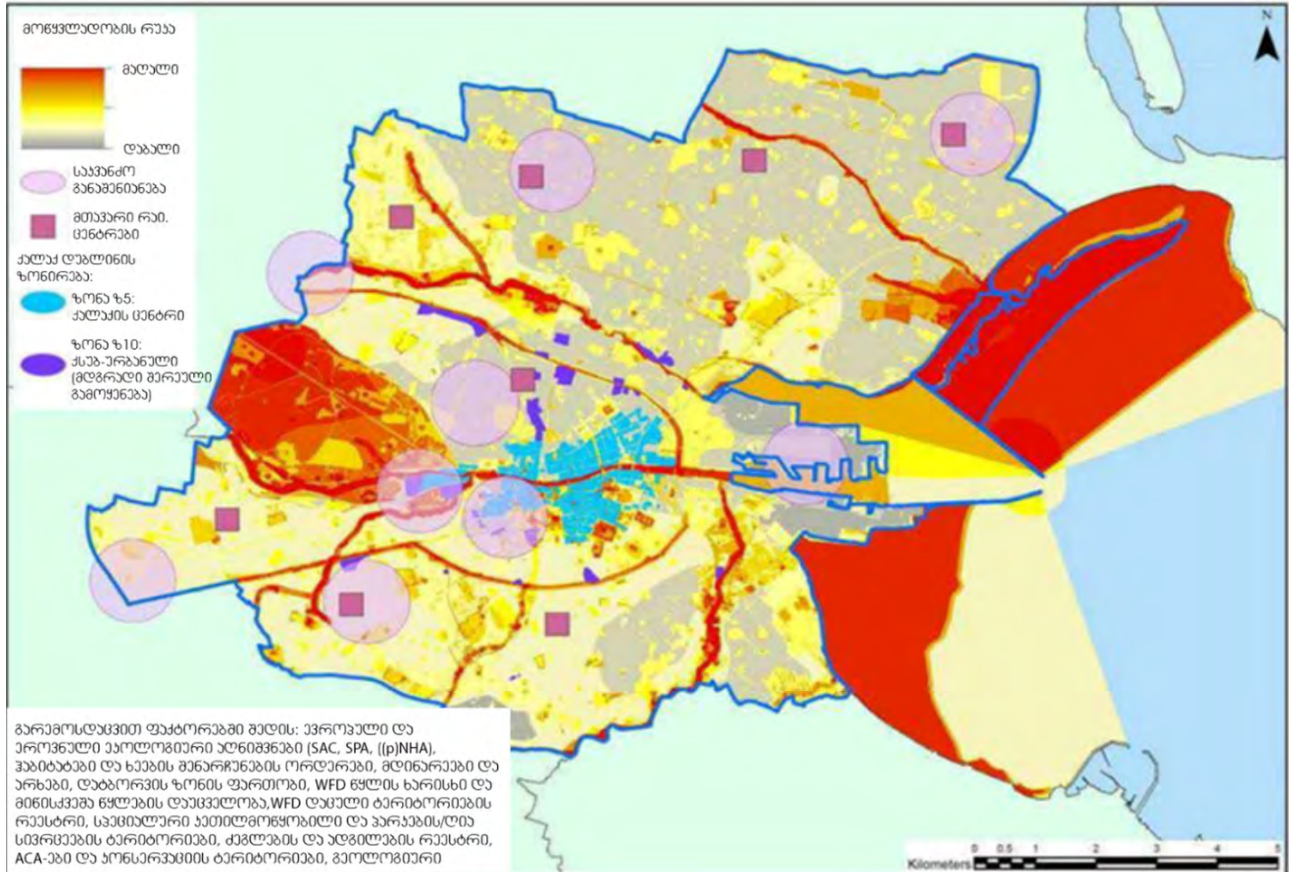 მოწყვლადობის რუკა
მაღალი
დაბალი
საკვანძო
განაშენიანება
მთავარი რაი.
ცენტრები
ქალაქ დუბლინის
ზონირება:
ზონა ზ5:
ქალაქის ცენტრი
ზონა ზ10:
ქსუბ-ურბანული
(მდგრადი შერეული
გამოყენება)
N
გარემოსდაცვით ფაქტორებში შედის: ევროპული და
ეროვნული ეკოლოგიური აღნიშვნები (SAC, SPA, ((p)NHA),
ჰაბიტატები და ხეების შენარჩუნების ორდერები, მდინარეები და
არხები, დატბორვის ზონის ფართობი, WFD წყლის ხარისხი და
მიწისქვეშა წყლების დაუცველობა,WFD დაცული ტერიტორიების
რეესტრი, სპეციალური კეთილმოწყობილი და პარკების/ღია
სივრცეების ტერიტორიები, ძეგლების და ადგილების რეესტრი,
ACA-ები და კონსერვაციის ტერიტორიები, გეოლოგიური
Kilometers
0 0.5 1 2 3 4 5